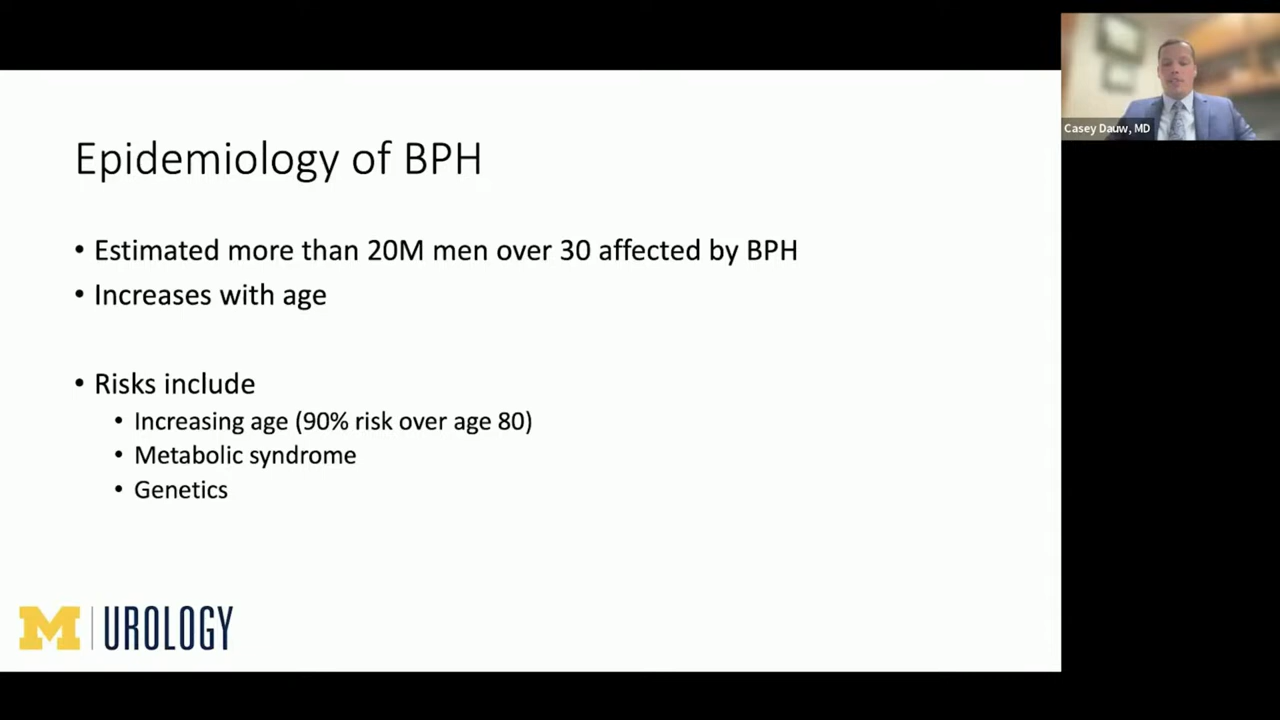 Casey Dauw, MD
Epidemiology of BPH
• Estimated more than 20M men over 30 affected by BPH
• Increases with age
• Risks include
• Increasing age (90% risk over age 80)
• Metabolic syndrome
• Genetics
M | UROLOGY